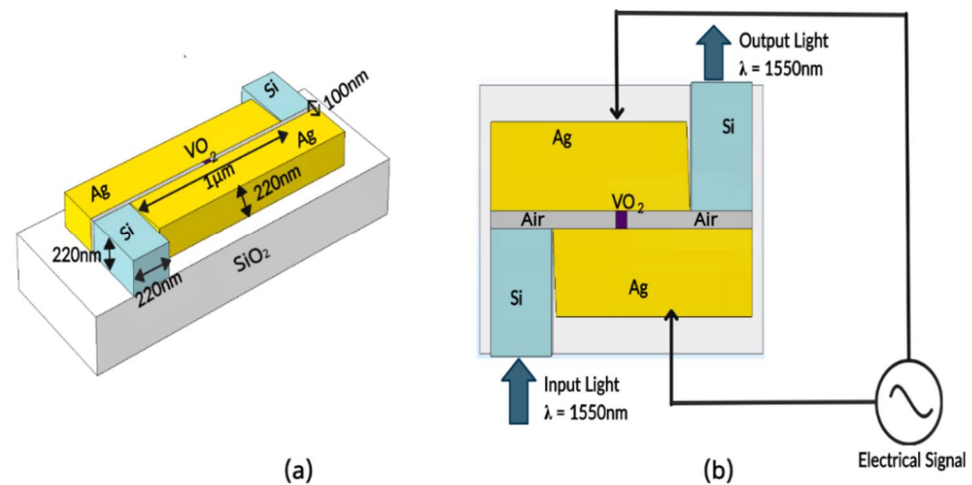 Si
100nm
VO2
Ag
1μm
Ag
220nm
Si
220nm
220nm
SiO2
(a)
Output Light
λ = 1550nm
Si
Ag
VO2
Air
Air
Si
Ag
Input Light
λ = 1550nm
Electrical Signal
(b)